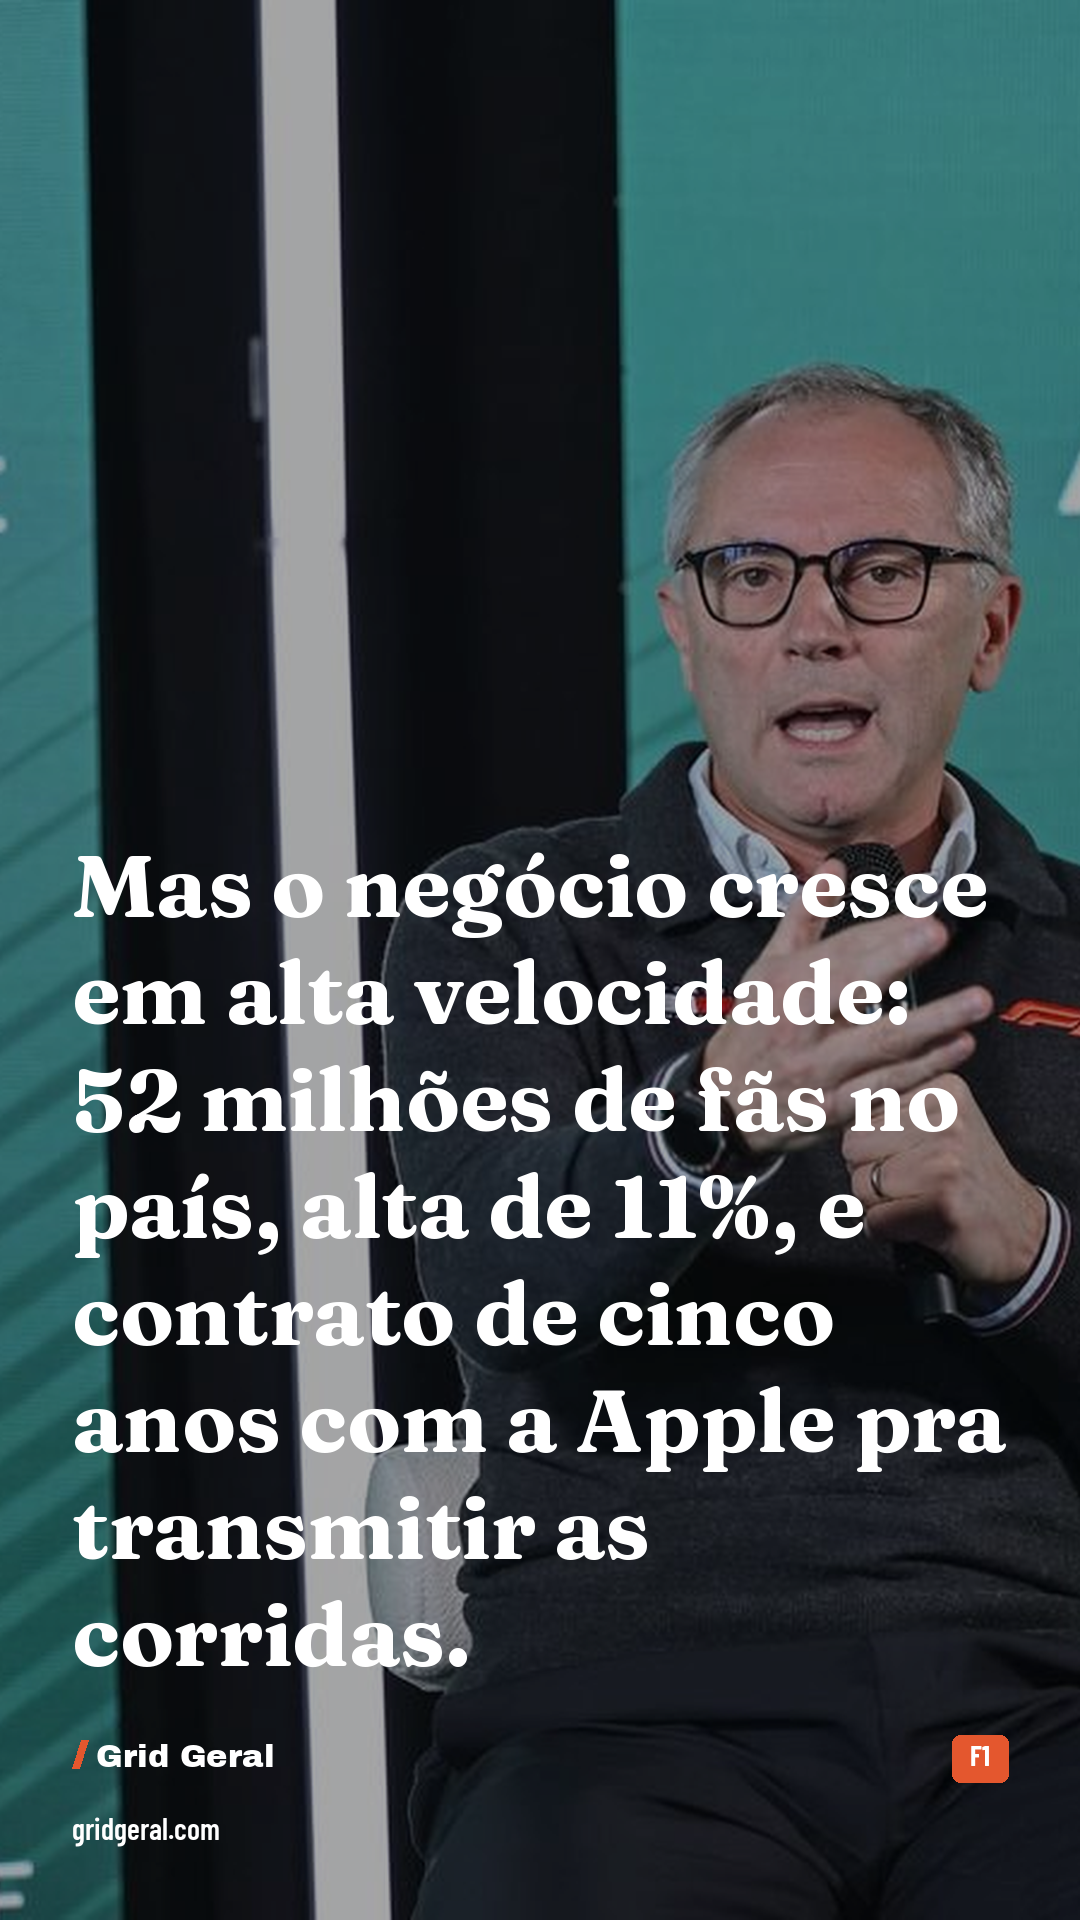 Mas o negócio cresce
em alta velocidade:
52 milhões de fãs no
país, alta de 11%, e
contrato de cinco
anos com a Apple pra
transmitir as
corridas.
/ Grid Geral
F1
gridgeral.com